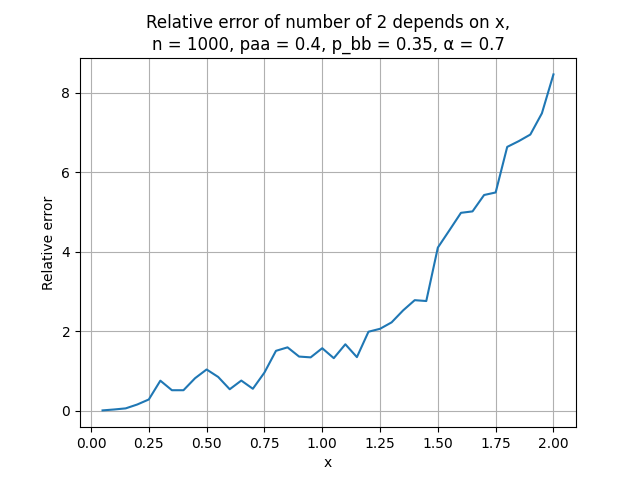 Relative error of number of 2 depends on x,
n = 1000, paa = 0.4, p_bb = 0.35, α = 0.7
Relative error
8
6
4
2
0
0.00 0.25 0.50 0.75 1.00 1.25 1.50 1.75 2.00
x